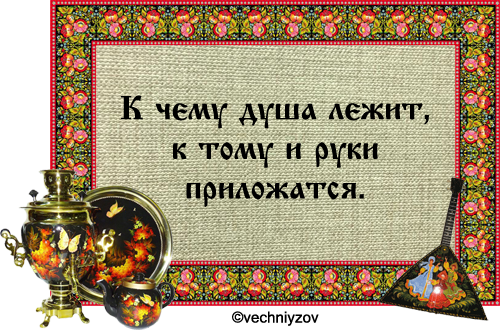 К чему душа лежит,
к тому и руки
приложатся.
©vechniyzov